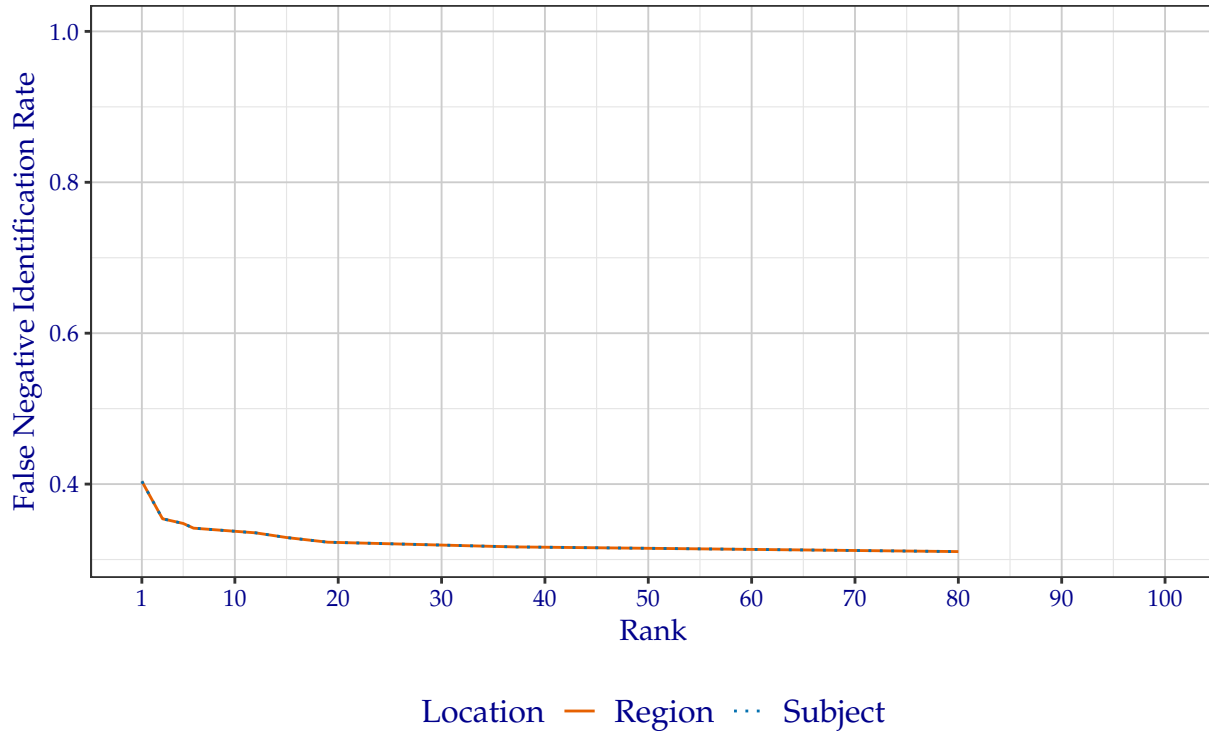 False Negative Identification Rate
1.0
0.8
0.6
0.4
1 10 20 30 40 50 60 70 80 90 100
Rank
Location Region Subject